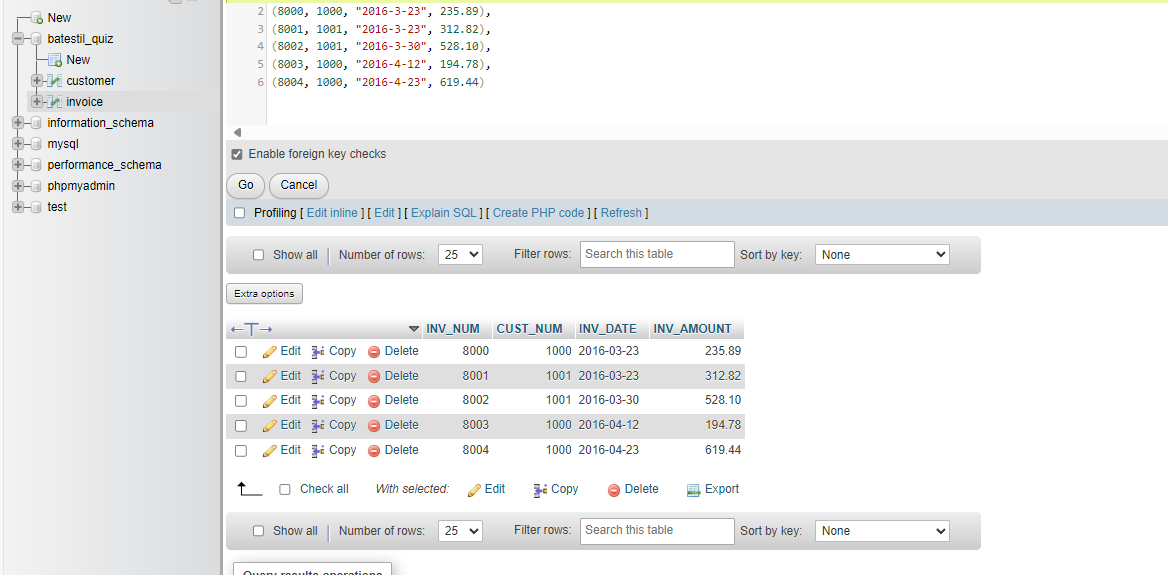 New
batestil_quiz
New
customer
invoice
information_schema
mysql
performance_schema
phpmyadmin
test
2 (8000, 1000, "2016-3-23", 235.89),
3 (8001, 1001, "2016-3-23", 312.82),
4 (8002, 1001, "2016-3-30", 528.10),
5 (8003, 1000, "2016-4-12", 194.78),
6 (8004, 1000, "2016-4-23", 619.44)
Enable foreign key checks
Go Cancel
Profiling [ Edit inline ] [ Edit ] [ Explain SQL ] [ Create PHP code ] [ Refresh ]
Show all Number of rows: 25 Filter rows: Search this table Sort by key: None
Extra options
←T→ INV_NUM CUST_NUM INV_DATE INV_AMOUNT
Edit Copy Delete 8000 1000 2016-03-23 235.89
Edit Copy Delete 8001 1001 2016-03-23 312.82
Edit Copy Delete 8002 1001 2016-03-30 528.10
Edit Copy Delete 8003 1000 2016-04-12 194.78
Edit Copy Delete 8004 1000 2016-04-23 619.44
Check all With selected: Edit Copy Delete Export
Show all Number of rows: 25 Filter rows: Search this table Sort by key: None
Query results operations